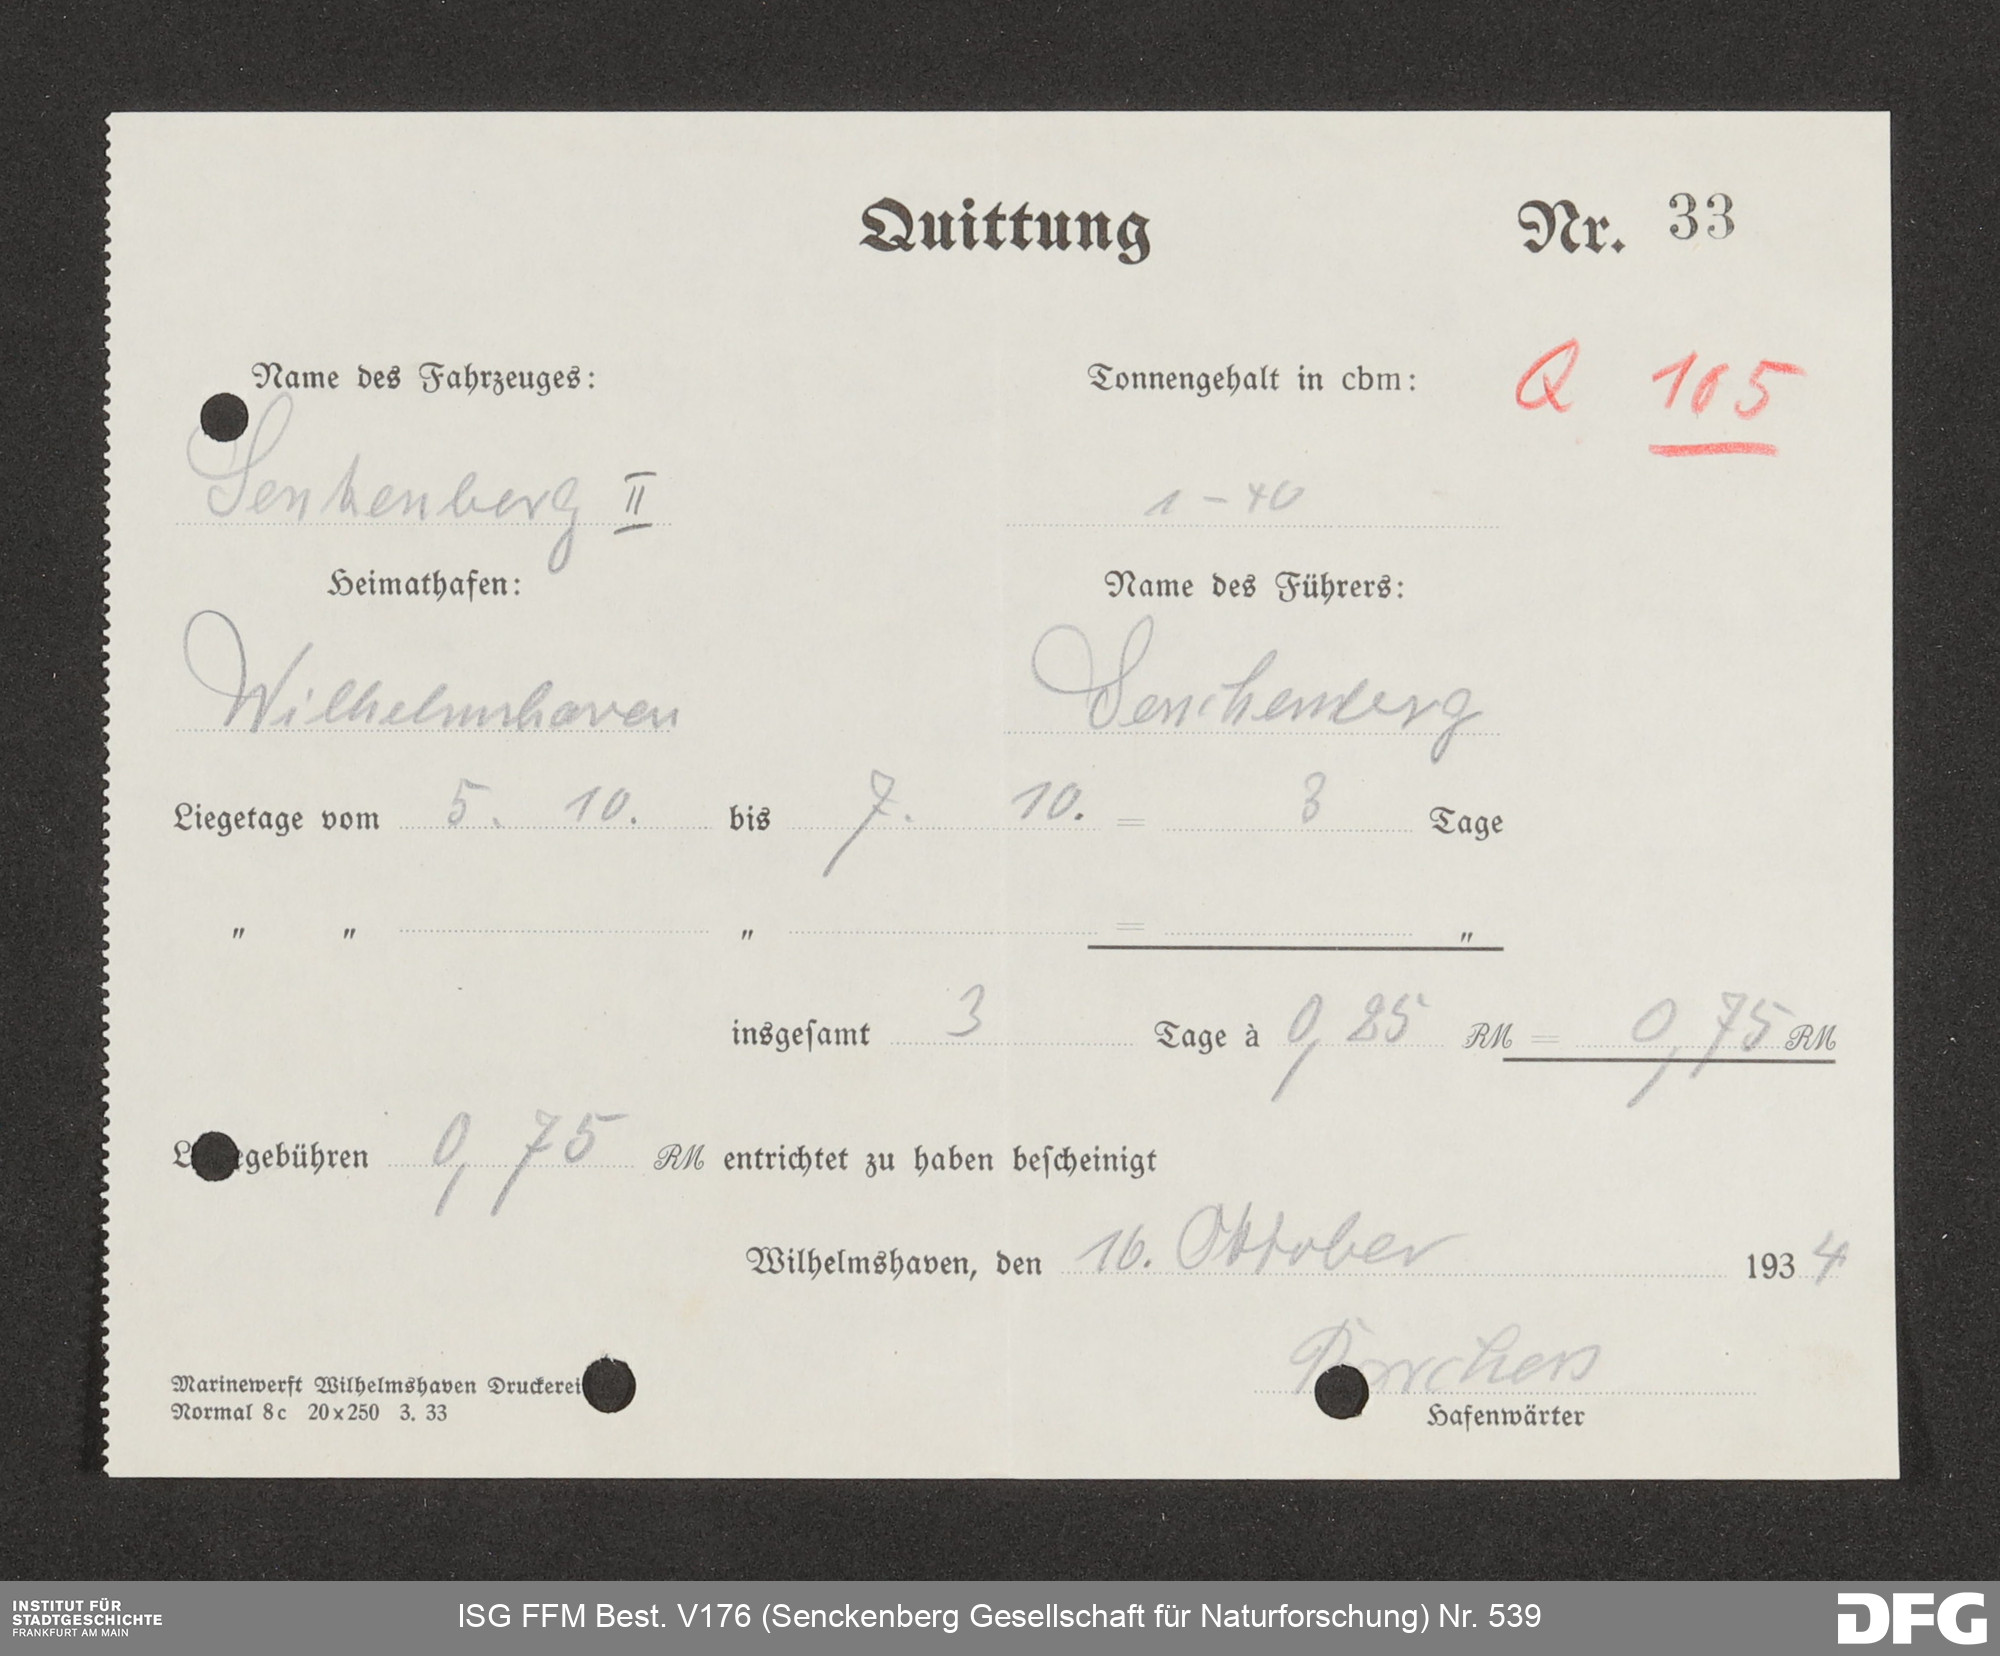 Quittung Nr. 33
Name des Fahrzeuges: Tonnengehalt in cbm: Q 105
Senkenberg II 1-40
Heimathafen: Name des Führers:
Wilhelmshaven Senckenberg
Liegetage vom 5. 10. bis 7. 10. = 3 Tage
" " " = "
insgesamt 3 Tage à 0,25 RM = 0,75 RM
gebühren 0,75 RM entrichtet zu haben bescheinigt
Wilhelmshaven, den 16. Oktober 1934
Borchers
Marinewerft Wilhelmshaven Druckerei
Hafenwärter
Normal 8c 20x250 3. 33
INSTITUT FÜR
STADTGESCHICHTE
FRANKFURT AM MAIN
ISG FFM Best. V176 (Senckenberg Gesellschaft für Naturforschung) Nr. 539
DFG